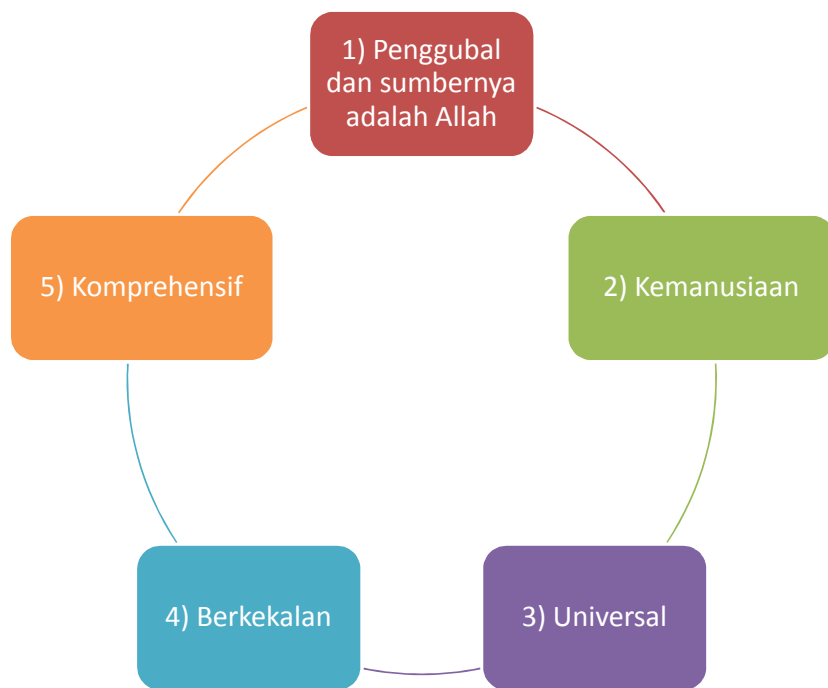 1) Penggubal
dan sumbernya
adalah Allah
2) Kemanusiaan
3) Universal
4) Berkekalan
5) Komprehensif